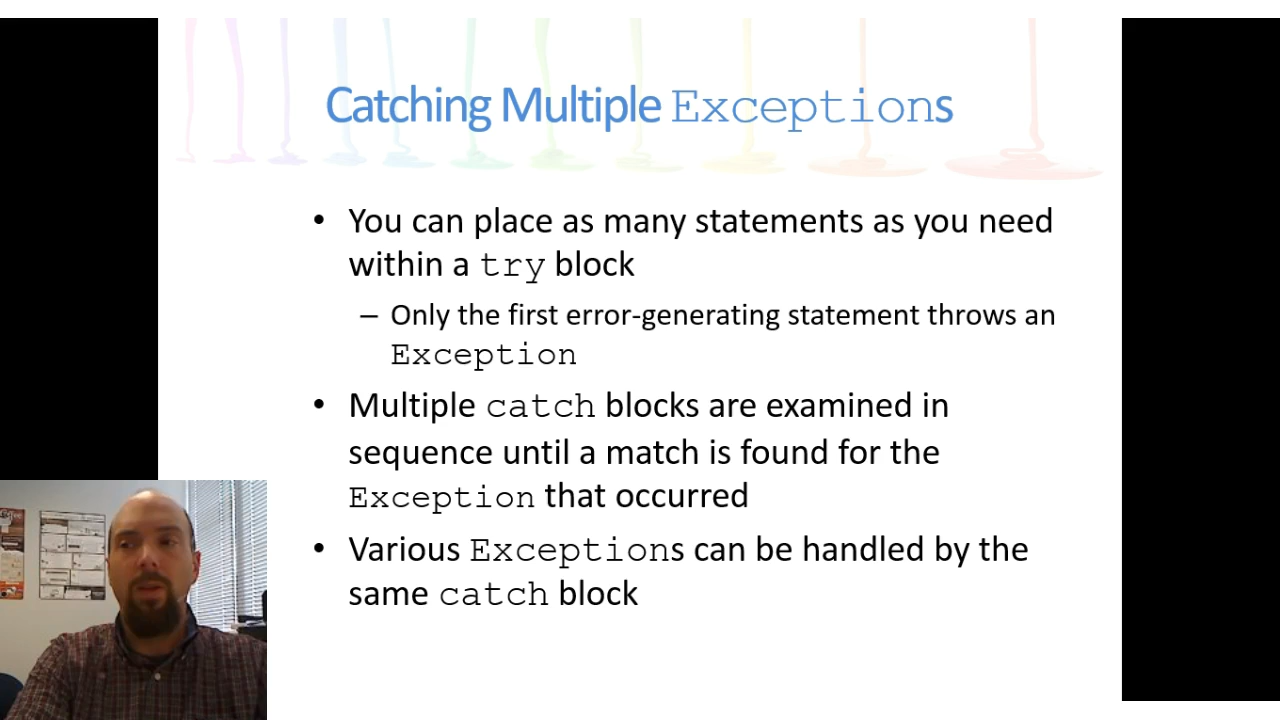 Catching Multiple Exceptions
• You can place as many statements as you need
within a try block
– Only the first error-generating statement throws an
Exception
• Multiple catch blocks are examined in
sequence until a match is found for the
Exception that occurred
• Various Exceptions can be handled by the
same catch block